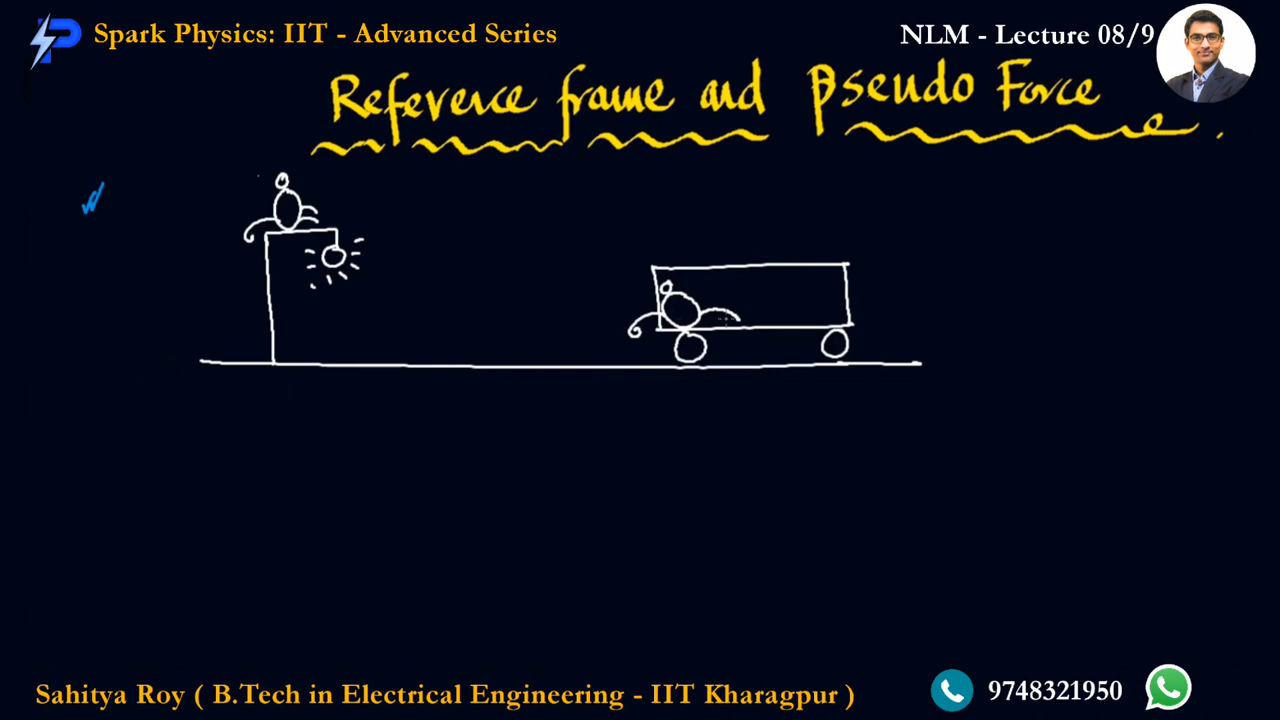 Spark Physics: IIT - Advanced Series
NLM - Lecture 08/9
Reference frame and Pseudo Force
Sahitya Roy ( B.Tech in Electrical Engineering - IIT Kharagpur )
9748321950